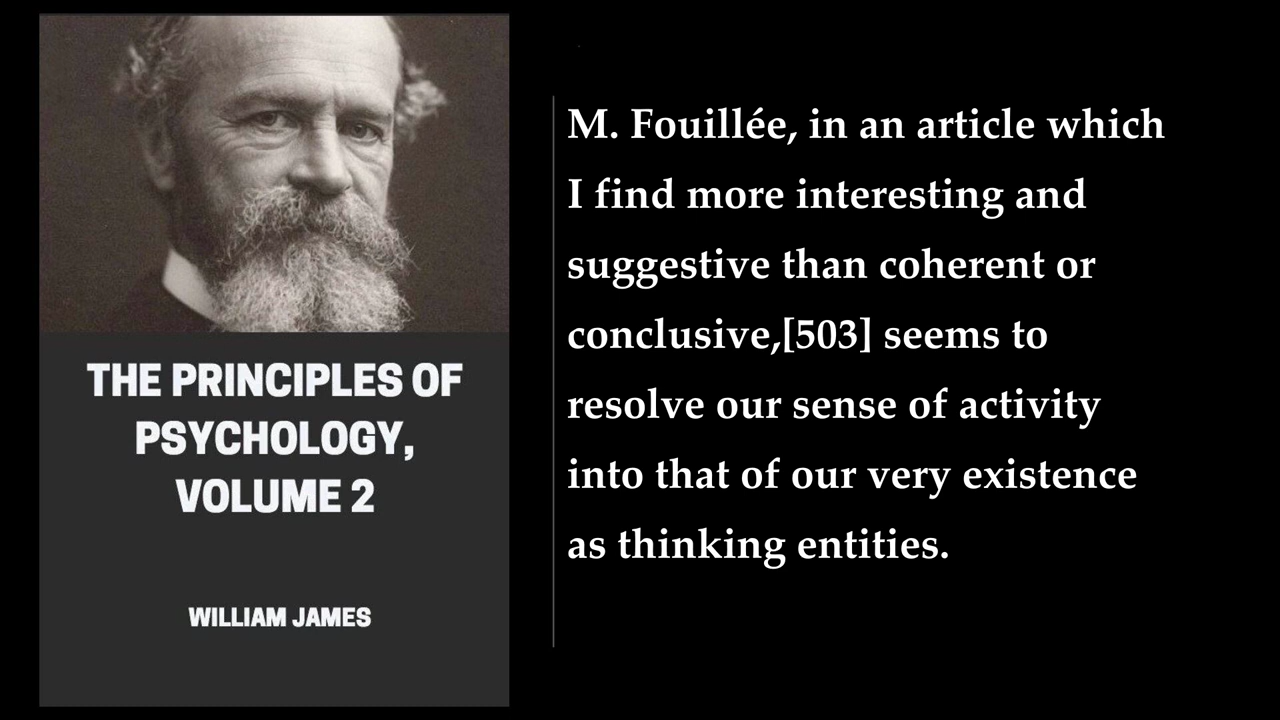 THE PRINCIPLES OF
PSYCHOLOGY,
VOLUME 2
WILLIAM JAMES
M. Fouillée, in an article which
I find more interesting and
suggestive than coherent or
conclusive,[503] seems to
resolve our sense of activity
into that of our very existence
as thinking entities.